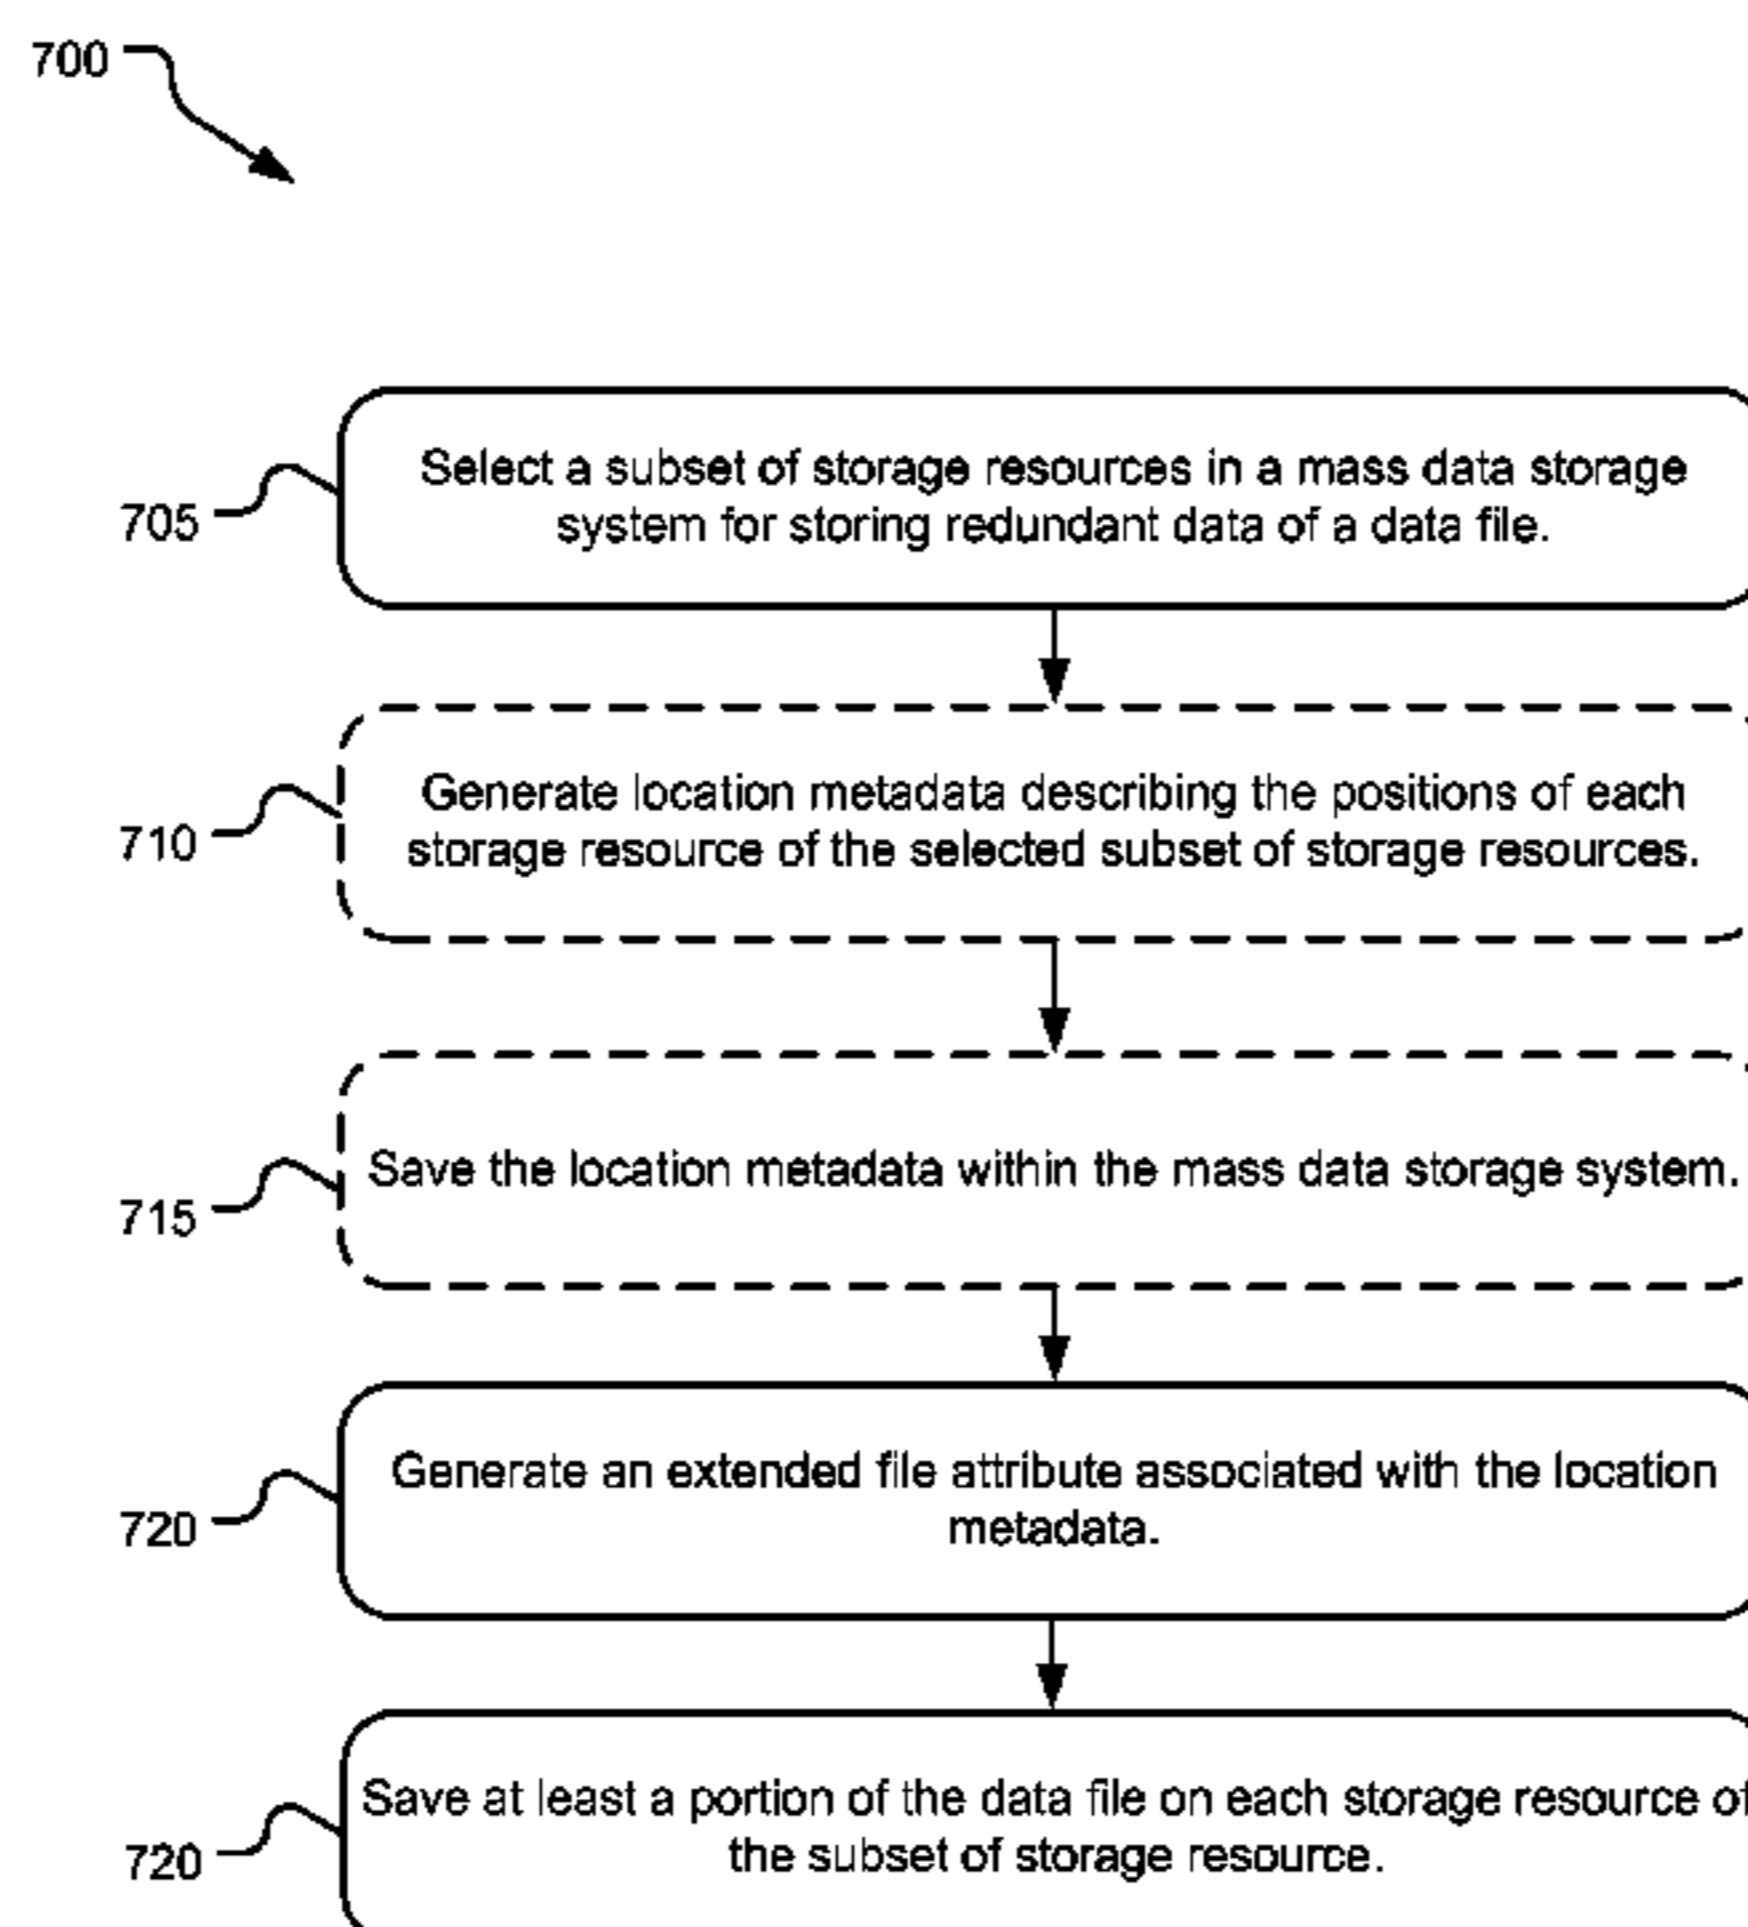 700
705
Select a subset of storage resources in a mass data storage
system for storing redundant data of a data file.
710
Generate location metadata describing the positions of each
storage resource of the selected subset of storage resources.
715
Save the location metadata within the mass data storage system.
720
Generate an extended file attribute associated with the location
metadata.
720
Save at least a portion of the data file on each storage resource of
the subset of storage resource.